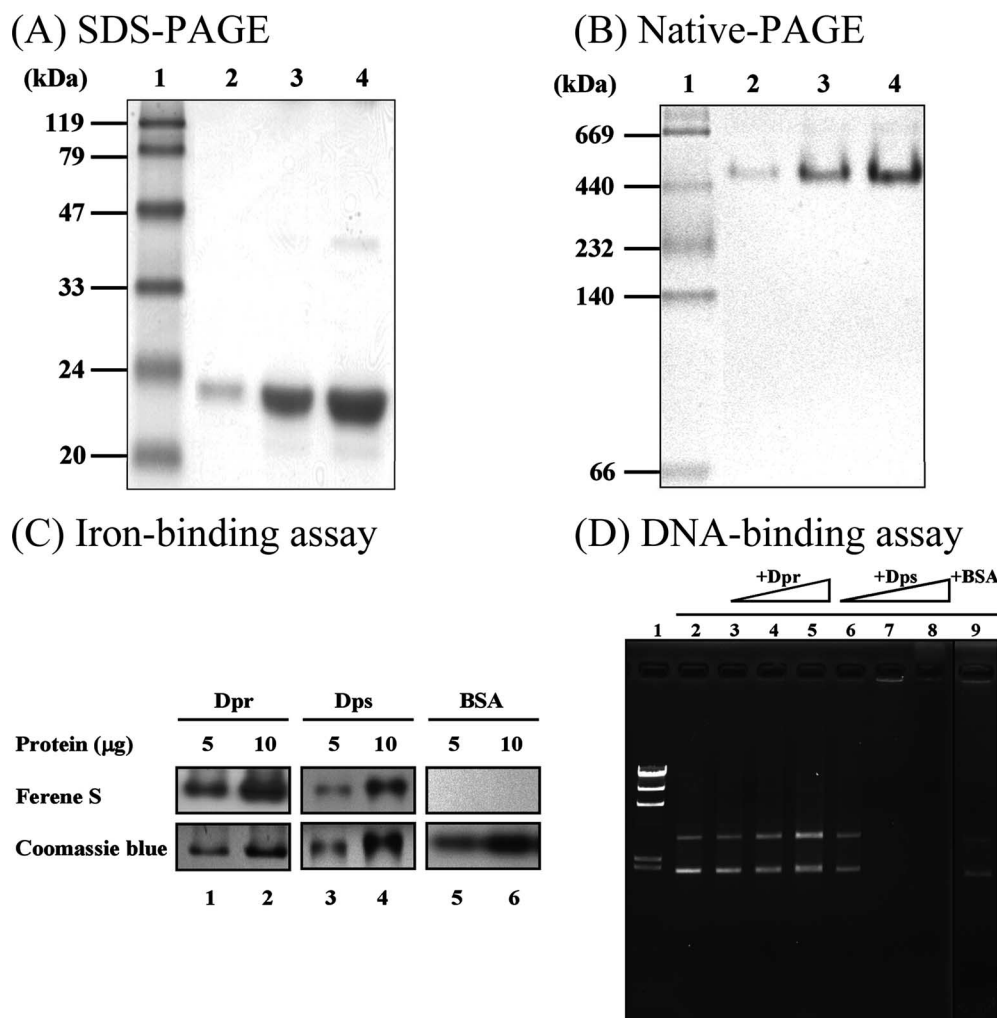 (A) SDS-PAGE
(kDa) 1 2 3 4
119
79
47
33
24
20
(B) Native-PAGE
(kDa) 1 2 3 4
669
440
232
140
66
(C) Iron-binding assay
Dpr Dps BSA
Protein (µg) 5 10 5 10 5 10
Ferene S
Coomassie blue
1 2 3 4 5 6
(D) DNA-binding assay
+Dpr +Dps +BSA
1 2 3 4 5 6 7 8 9